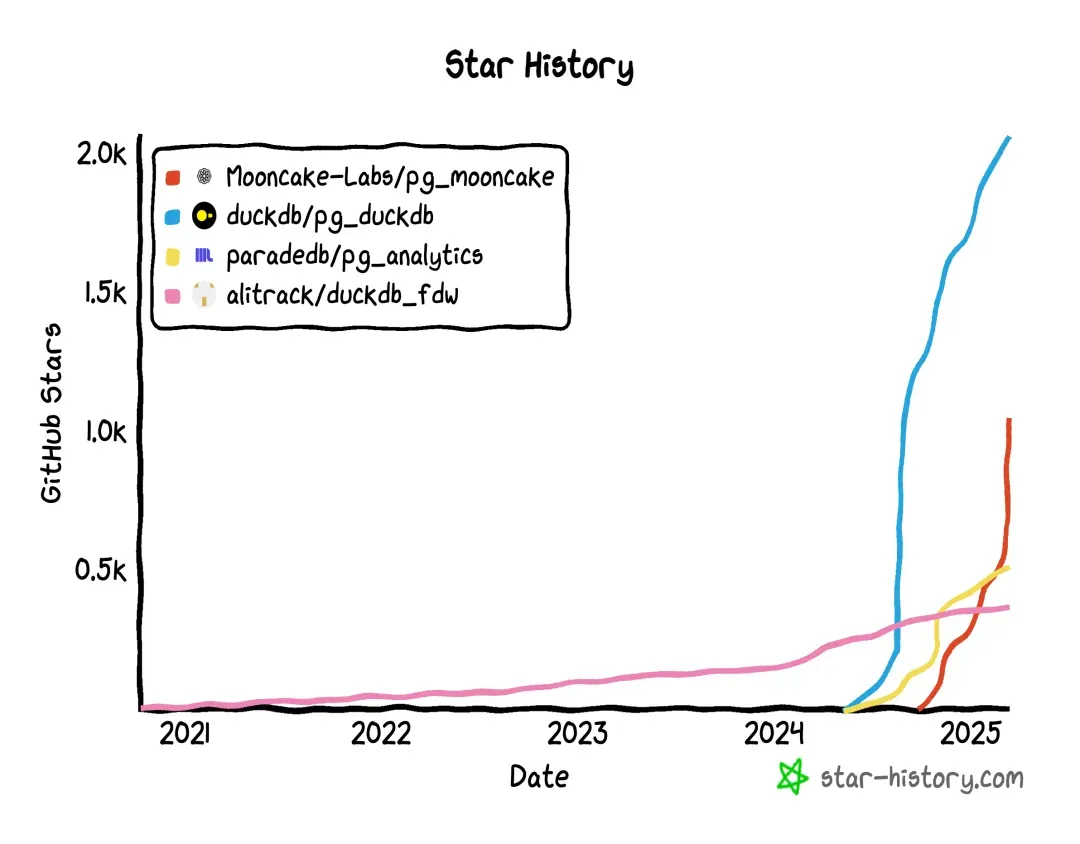 Star History
2.0K
1.5K
1.0K
0.5K
GitHub Stars
Mooncake-Labs/pg_mooncake
duckdb/pg_duckdb
paradedb/pg_analytics
alitrack/duckdb_fdw
2021 2022 2023 2024 2025
Date
star-history.com